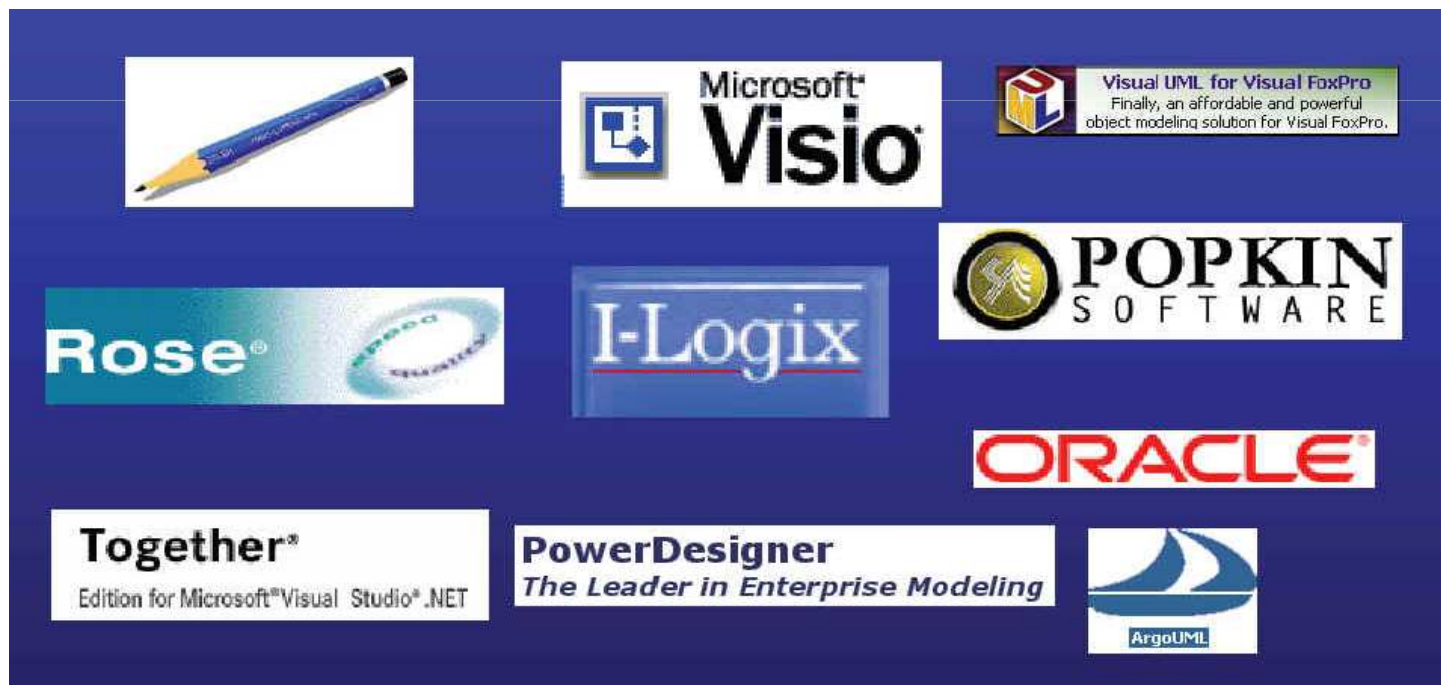 Microsoft®
Visio®
UML
Visual UML for Visual FoxPro
Finally, an affordable and powerful
object modeling solution for Visual FoxPro.
POPKIN
SOFTWARE
Rose®
speed
quality
I-Logix
ORACLE®
Together®
Edition for Microsoft® Visual Studio® .NET
PowerDesigner
The Leader in Enterprise Modeling
ArgoUML